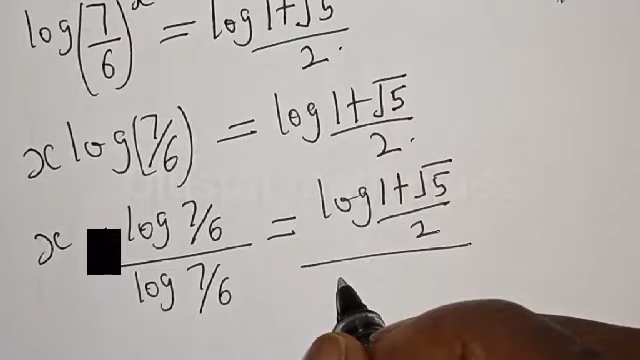 log(7/6)^x = log (1+√5)/2.
x log(7/6) = log (1+√5)/2.
x · (log 7/6)/(log 7/6) = (log (1+√5)/2)/